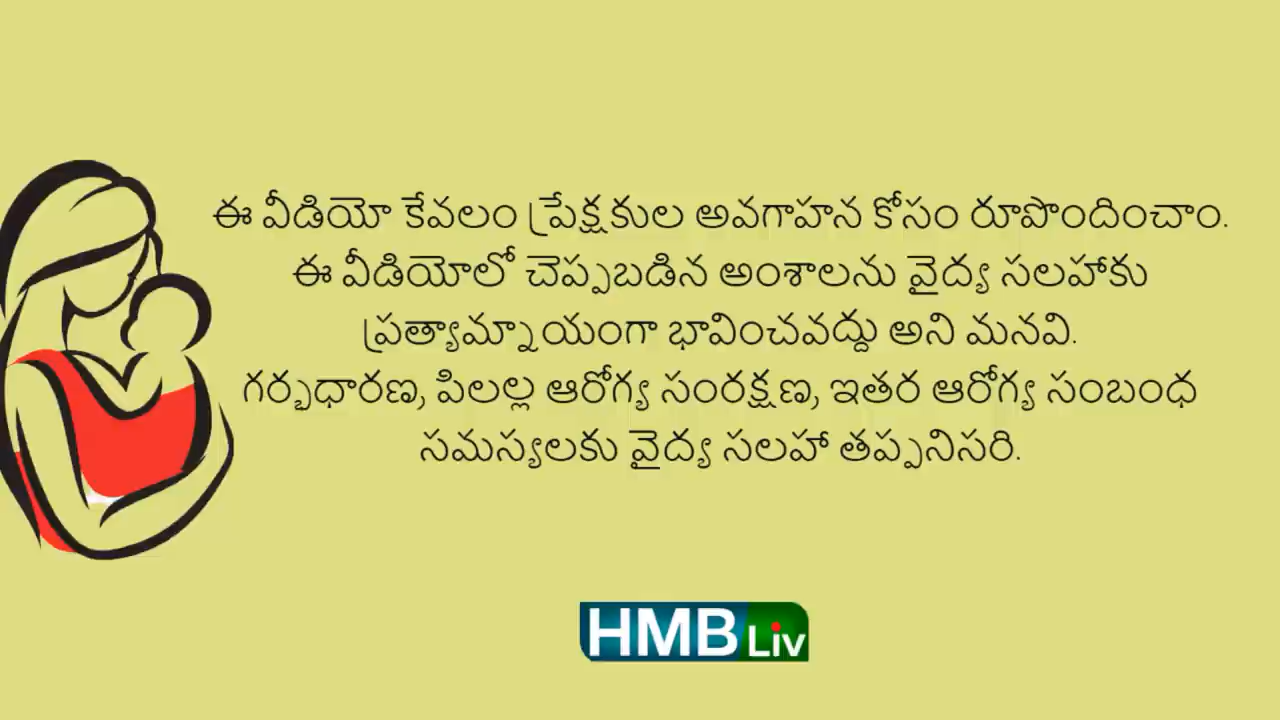 ఈ వీడియో కేవలం ప్రేక్షకుల అవగాహన కోసం రూపొందించాం.
ఈ వీడియోలో చెప్పబడిన అంశాలను వైద్య సలహాకు
ప్రత్యామ్నాయంగా భావించవద్దు అని మనవి.
గర్భధారణ, పిలల్ల ఆరోగ్య సంరక్షణ, ఇతర ఆరోగ్య సంబంధ
సమస్యలకు వైద్య సలహా తప్పనిసరి.
HMB Liv